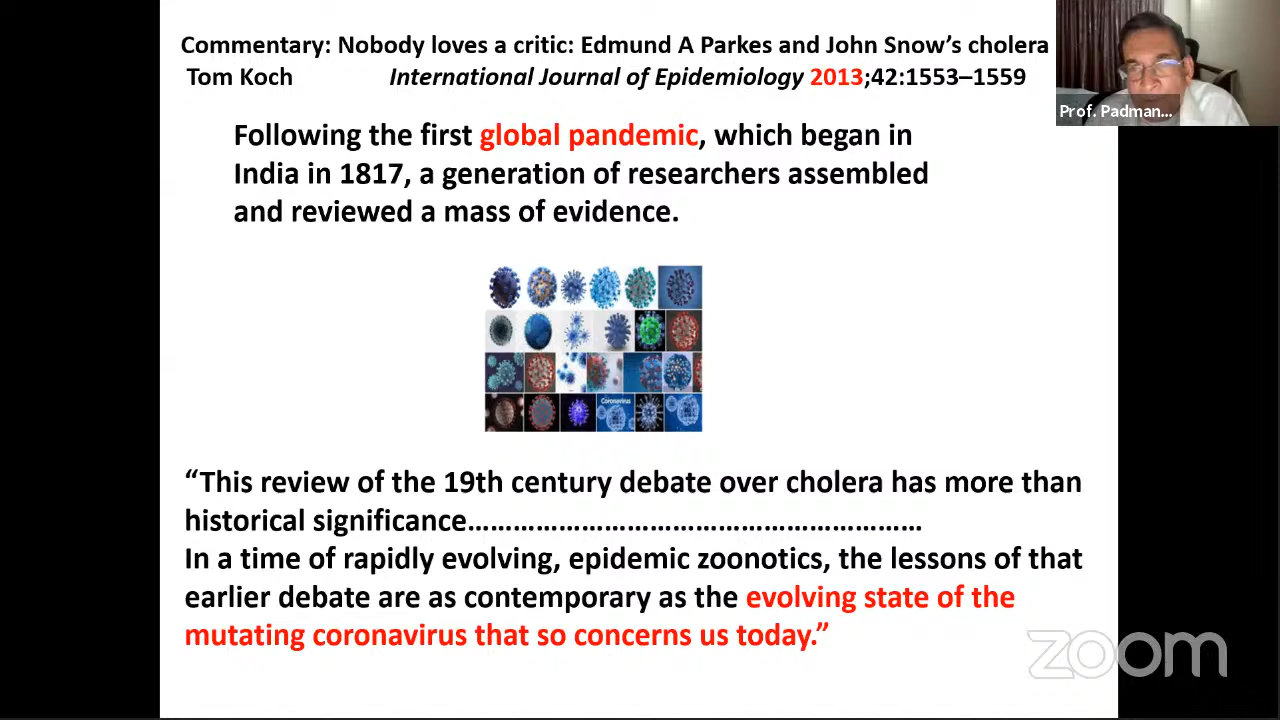 Commentary: Nobody loves a critic: Edmund A Parkes and John Snow's cholera
Tom Koch International Journal of Epidemiology 2013;42:1553–1559
Prof. Padman...
Following the first global pandemic, which began in
India in 1817, a generation of researchers assembled
and reviewed a mass of evidence.
Coronavirus
“This review of the 19th century debate over cholera has more than
historical significance……………………………………………………
In a time of rapidly evolving, epidemic zoonotics, the lessons of that
earlier debate are as contemporary as the evolving state of the
mutating coronavirus that so concerns us today.”
zoom